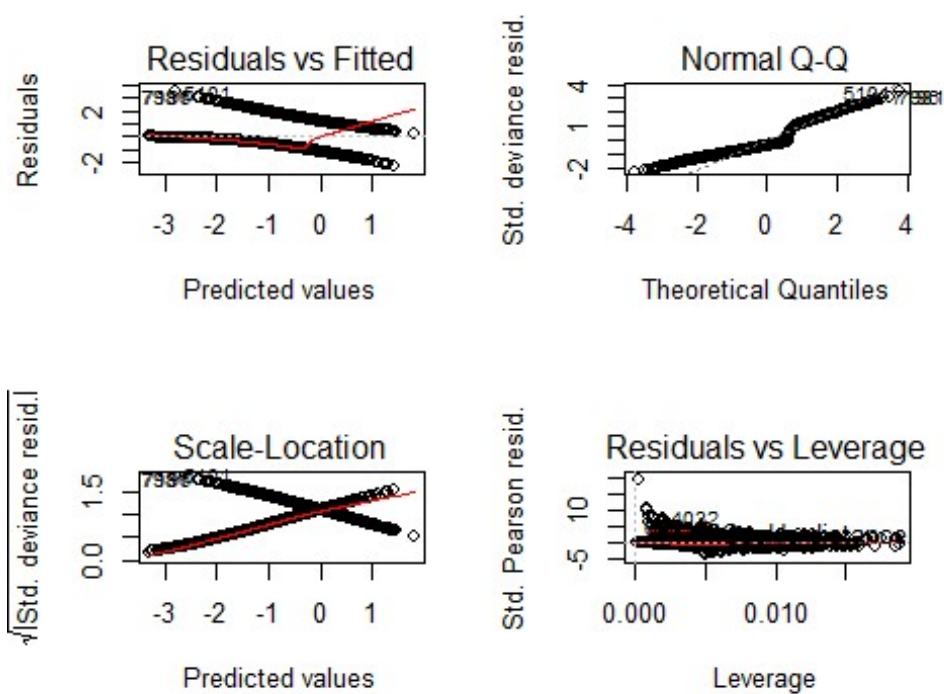 Residuals vs Fitted
Residuals
2
-2
-3 -2 -1 0 1
Predicted values
Normal Q-Q
Std. deviance resid.
4
1
-2
-4 -2 0 2 4
Theoretical Quantiles
Scale-Location
√|Std. deviance resid.|
1.5
0.0
-3 -2 -1 0 1
Predicted values
Residuals vs Leverage
Std. Pearson resid.
10
-5
4022
0.000 0.010
Leverage